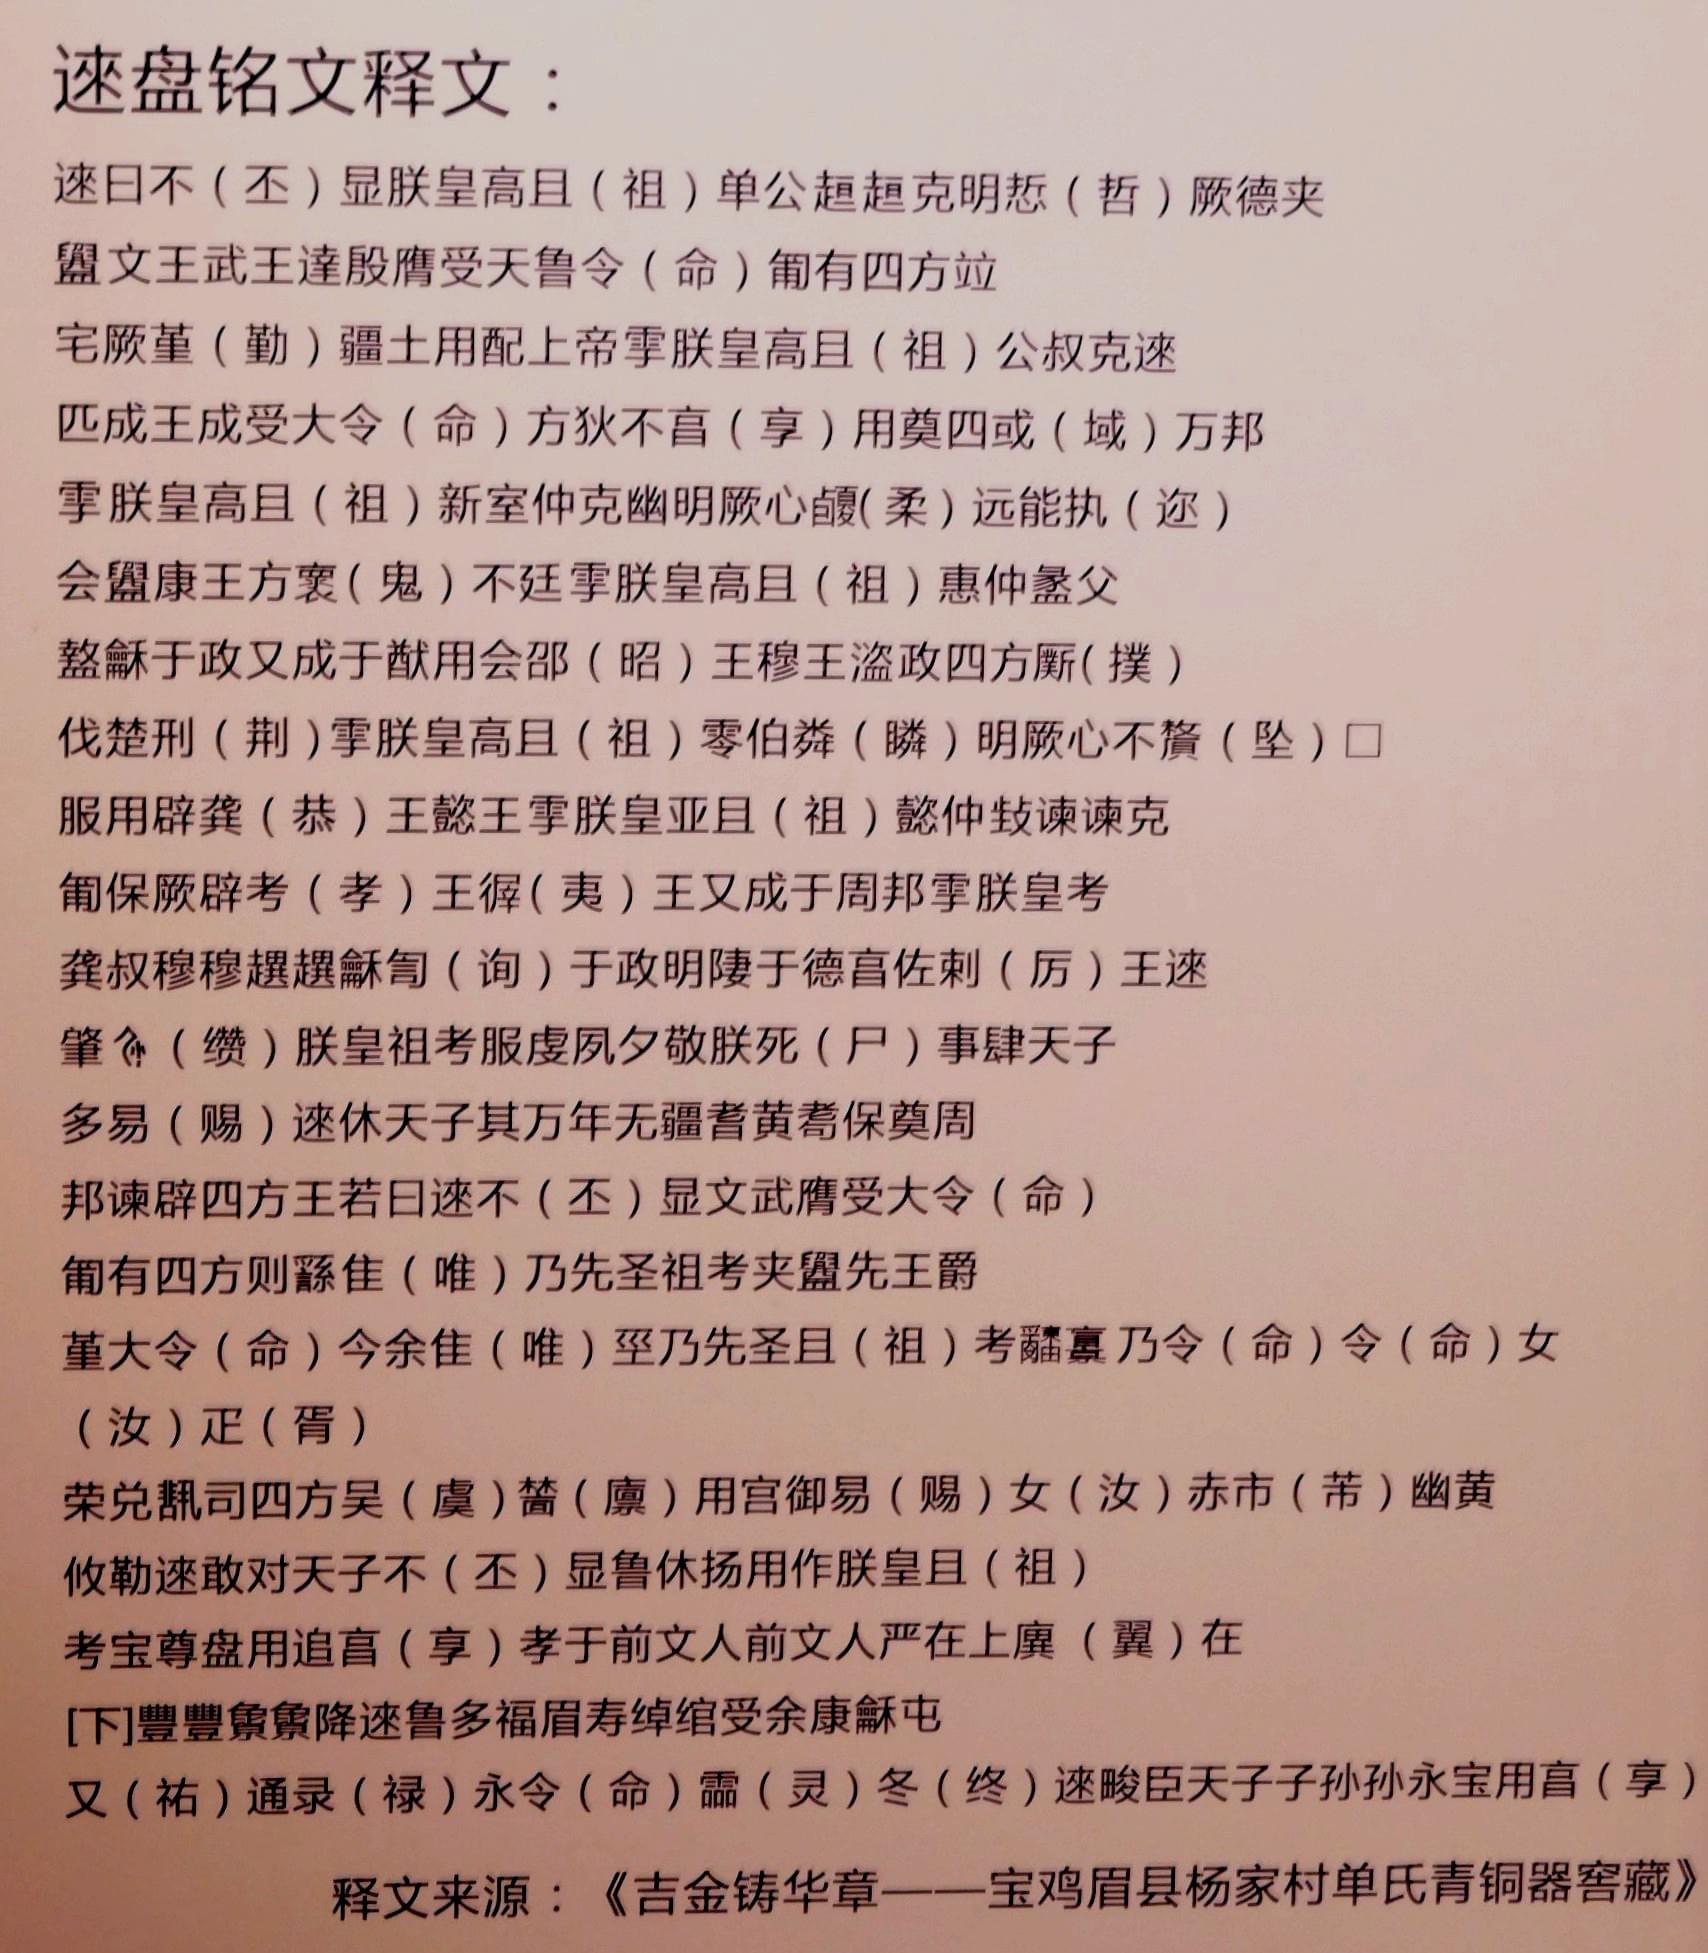 逨盘铭文释文：
逨曰不（丕）显朕皇高且（祖）单公趄趄克明悊（哲）厥德夹
文王武王達殷膺受天鲁令（命）匍有四方竝
宅厥堇（勤）疆土用配上帝雩朕皇高且（祖）公叔克逨
匹成王成受大令（命）方狄不亯（享）用奠四或（域）万邦
雩朕皇高且（祖）新室仲克幽明厥心（柔）远能执（迩）
会康王方褱（鬼）不廷雩朕皇高且（祖）惠仲盠父
盭龢于政又成于猷用会邵（昭）王穆王盗政四方厮（撲）
伐楚刑（荆）雩朕皇高且（祖）零伯粦（瞵）明厥心不（坠）□
服用辟龚（恭）王懿王雩朕皇亚且（祖）懿仲谏谏克
匍保厥辟考（孝）王（夷）王又成于周邦雩朕皇考
龚叔穆穆趩趩龢訇（询）于政明于德亯佐剌（厉）王逨
肇（缵）朕皇祖考服虔夙夕敬朕死（尸）事肆天子
多易（赐）逨休天子其万年无疆耆黄耇保奠周
邦谏辟四方王若曰逨不（丕）显文武膺受大令（命）
匍有四方则繇隹（唯）乃先圣祖考夹先王爵
堇大令（命）今余隹（唯）巠乃先圣且（祖）考乃令（命）令（命）女
（汝）疋（胥）
荣兑司四方吴（虞）（廪）用宫御易（赐）女（汝）赤市（芾）幽黄
攸勒逨敢对天子不（丕）显鲁休扬用作朕皇且（祖）
考宝尊盘用追亯（享）孝于前文人前文人严在上（翼）在
[下]豐豐降逨鲁多福眉寿绰绾受余康龢屯
又（祐）通录（禄）永令（命）霝（灵）冬（终）逨畯臣天子子孙孙永宝用亯（享）
释文来源：《吉金铸华章——宝鸡眉县杨家村单氏青铜器窖藏》